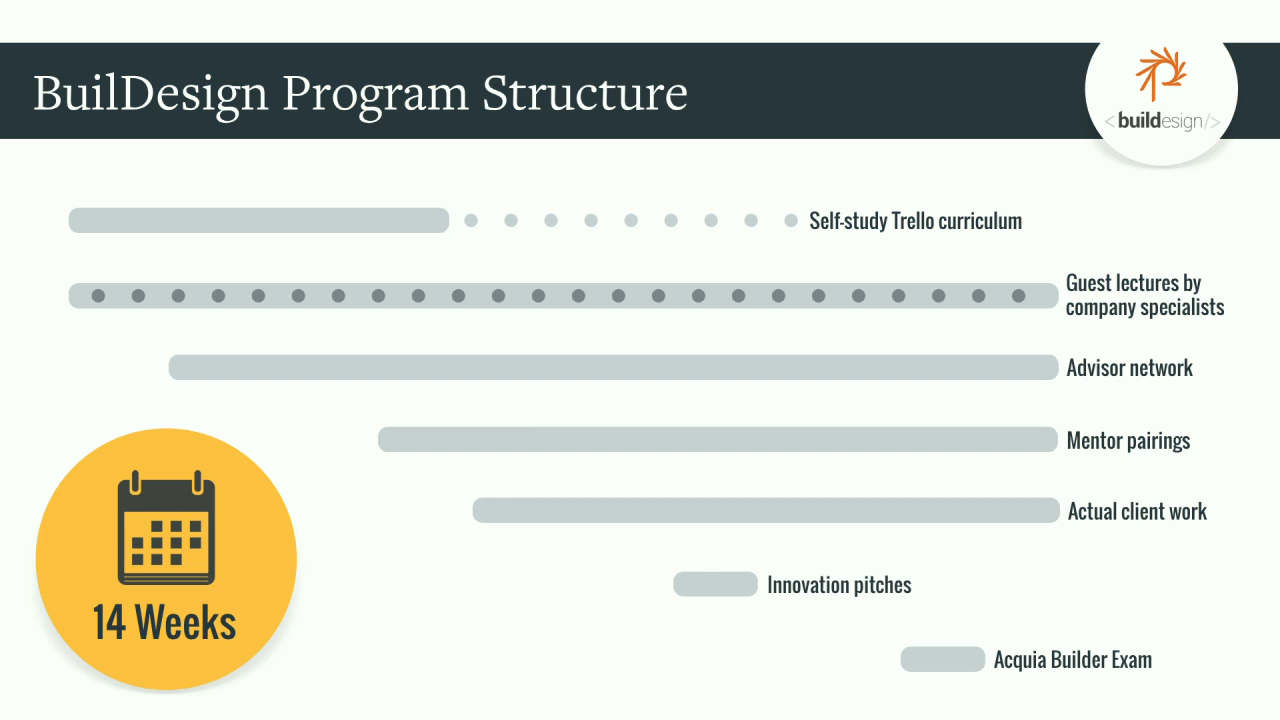 BuilDesign Program Structure
<buildesign/>
Self-study Trello curriculum
Guest lectures by
company specialists
Advisor network
Mentor pairings
Actual client work
Innovation pitches
Acquia Builder Exam
14 Weeks